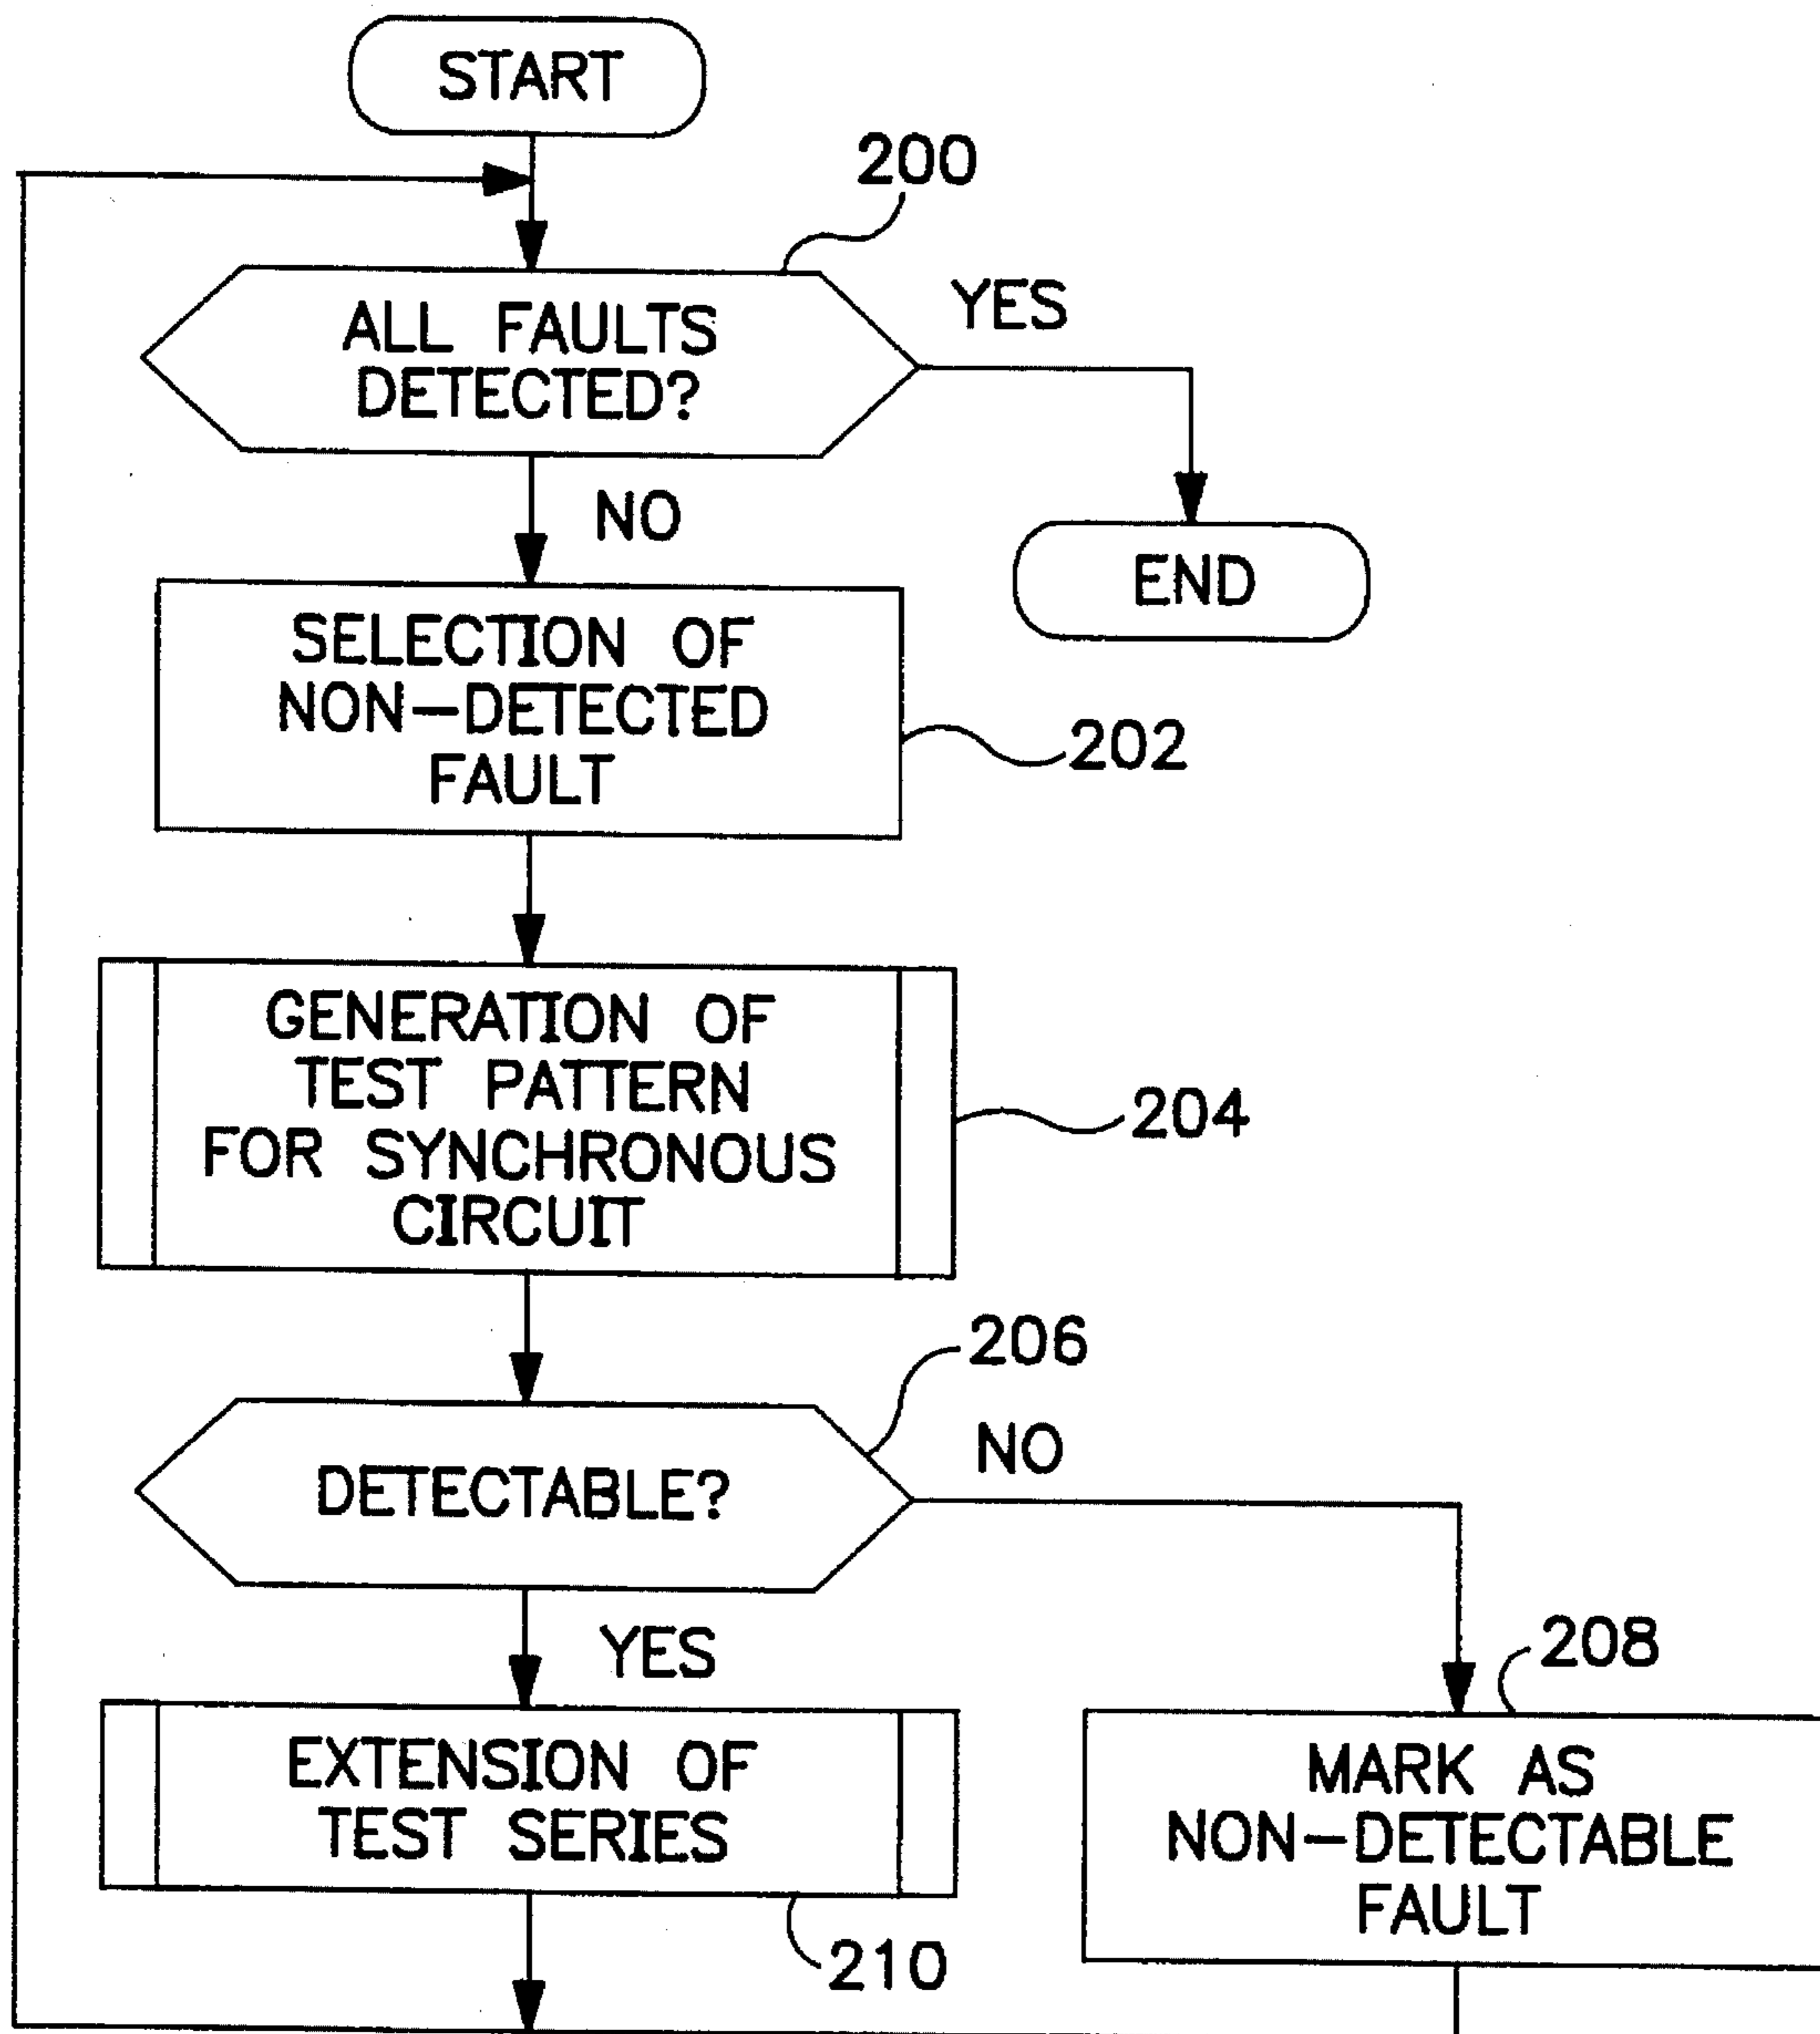 START
200
ALL FAULTS
DETECTED?
YES
NO
END
SELECTION OF
NON-DETECTED
FAULT
202
GENERATION OF
TEST PATTERN
FOR SYNCHRONOUS
CIRCUIT
204
206
DETECTABLE?
NO
YES
208
EXTENSION OF
TEST SERIES
210
MARK AS
NON-DETECTABLE
FAULT